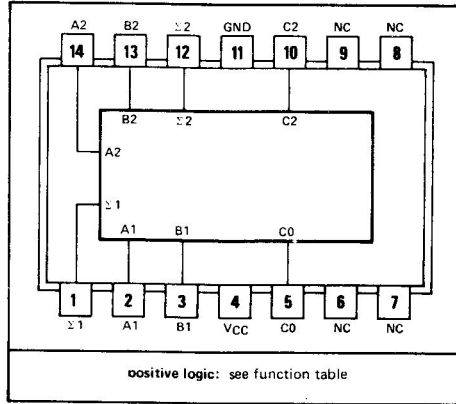 A2 B2 Σ2 GND C2 NC NC
14 13 12 11 10 9 8
B2 Σ2 C2
A2
Σ1
A1 B1 C0
1 2 3 4 5 6 7
Σ1 A1 B1 VCC C0 NC NC
positive logic: see function table